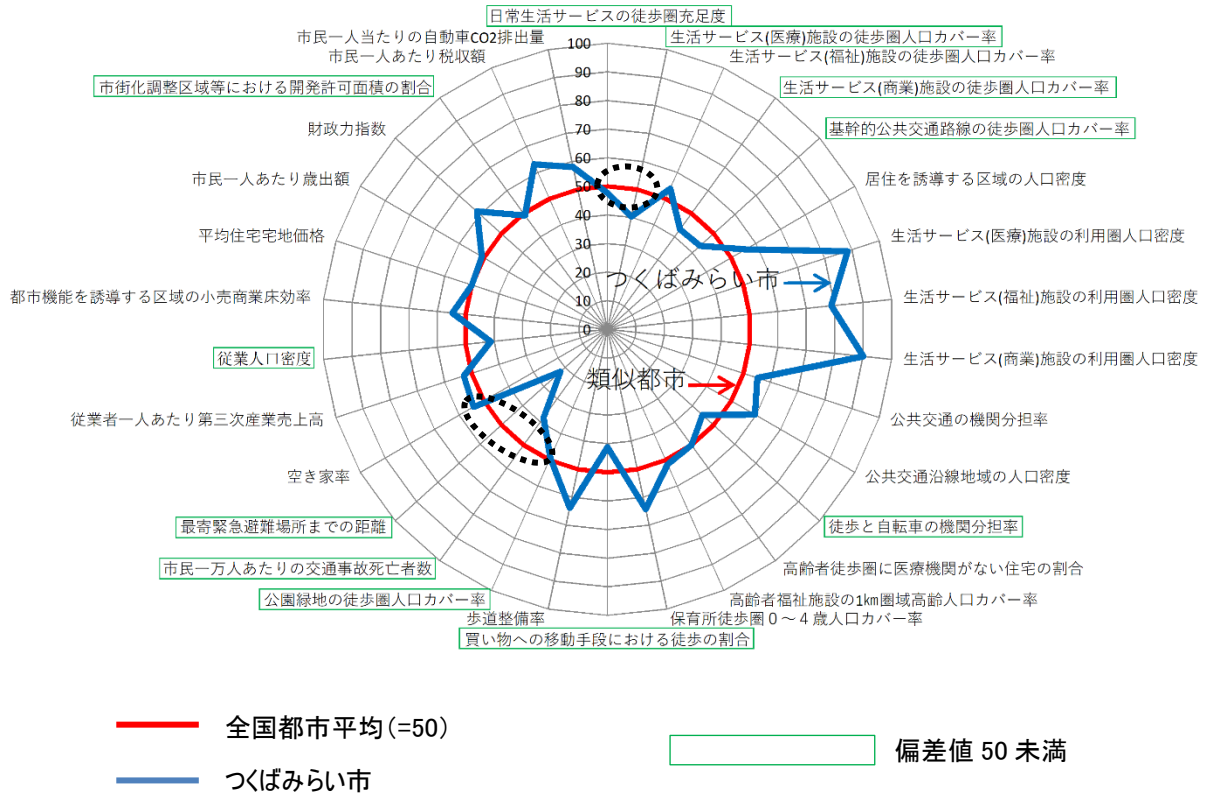 日常生活サービスの徒歩圏充足度
生活サービス(医療)施設の徒歩圏人口カバー率
生活サービス(福祉)施設の徒歩圏人口カバー率
生活サービス(商業)施設の徒歩圏人口カバー率
基幹的公共交通路線の徒歩圏人口カバー率
居住を誘導する区域の人口密度
生活サービス(医療)施設の利用圏人口密度
生活サービス(福祉)施設の利用圏人口密度
生活サービス(商業)施設の利用圏人口密度
公共交通の機関分担率
公共交通沿線地域の人口密度
徒歩と自転車の機関分担率
高齢者徒歩圏に医療機関がない住宅の割合
高齢者福祉施設の1km圏域高齢人口カバー率
保育所徒歩圏0～4歳人口カバー率
買い物への移動手段における徒歩の割合
歩道整備率
公園緑地の徒歩圏人口カバー率
市民一万人あたりの交通事故死亡者数
最寄緊急避難場所までの距離
空き家率
従業者一人あたり第三次産業売上高
従業人口密度
都市機能を誘導する区域の小売商業床効率
平均住宅宅地価格
市民一人あたり歳出額
財政力指数
市街化調整区域等における開発許可面積の割合
市民一人あたり税収額
市民一人当たりの自動車CO2排出量
100
90
80
70
60
50
40
30
20
10
0
つくばみらい市
類似都市
全国都市平均(=50)
つくばみらい市
偏差値 50 未満